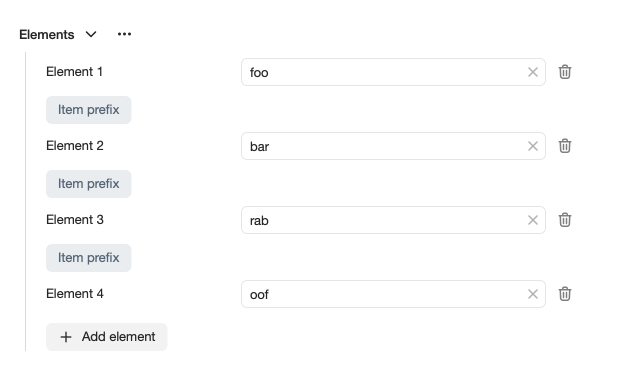 Elements
Element 1 foo
Item prefix
Element 2 bar
Item prefix
Element 3 rab
Item prefix
Element 4 oof
Add element